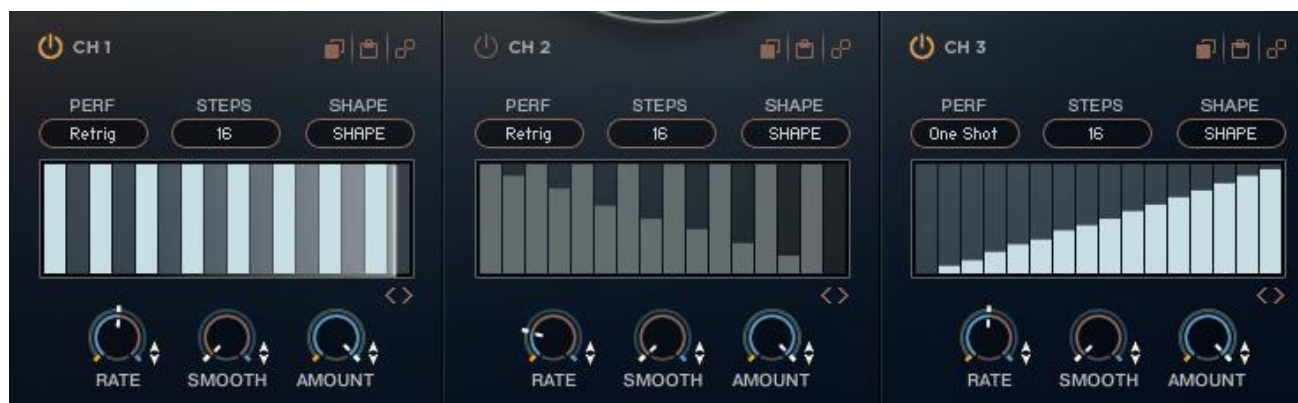 CH 1
CH 2
CH 3
PERF STEPS SHAPE
PERF STEPS SHAPE
PERF STEPS SHAPE
Retrig 16 SHAPE
Retrig 16 SHAPE
One Shot 16 SHAPE
RATE SMOOTH AMOUNT
RATE SMOOTH AMOUNT
RATE SMOOTH AMOUNT